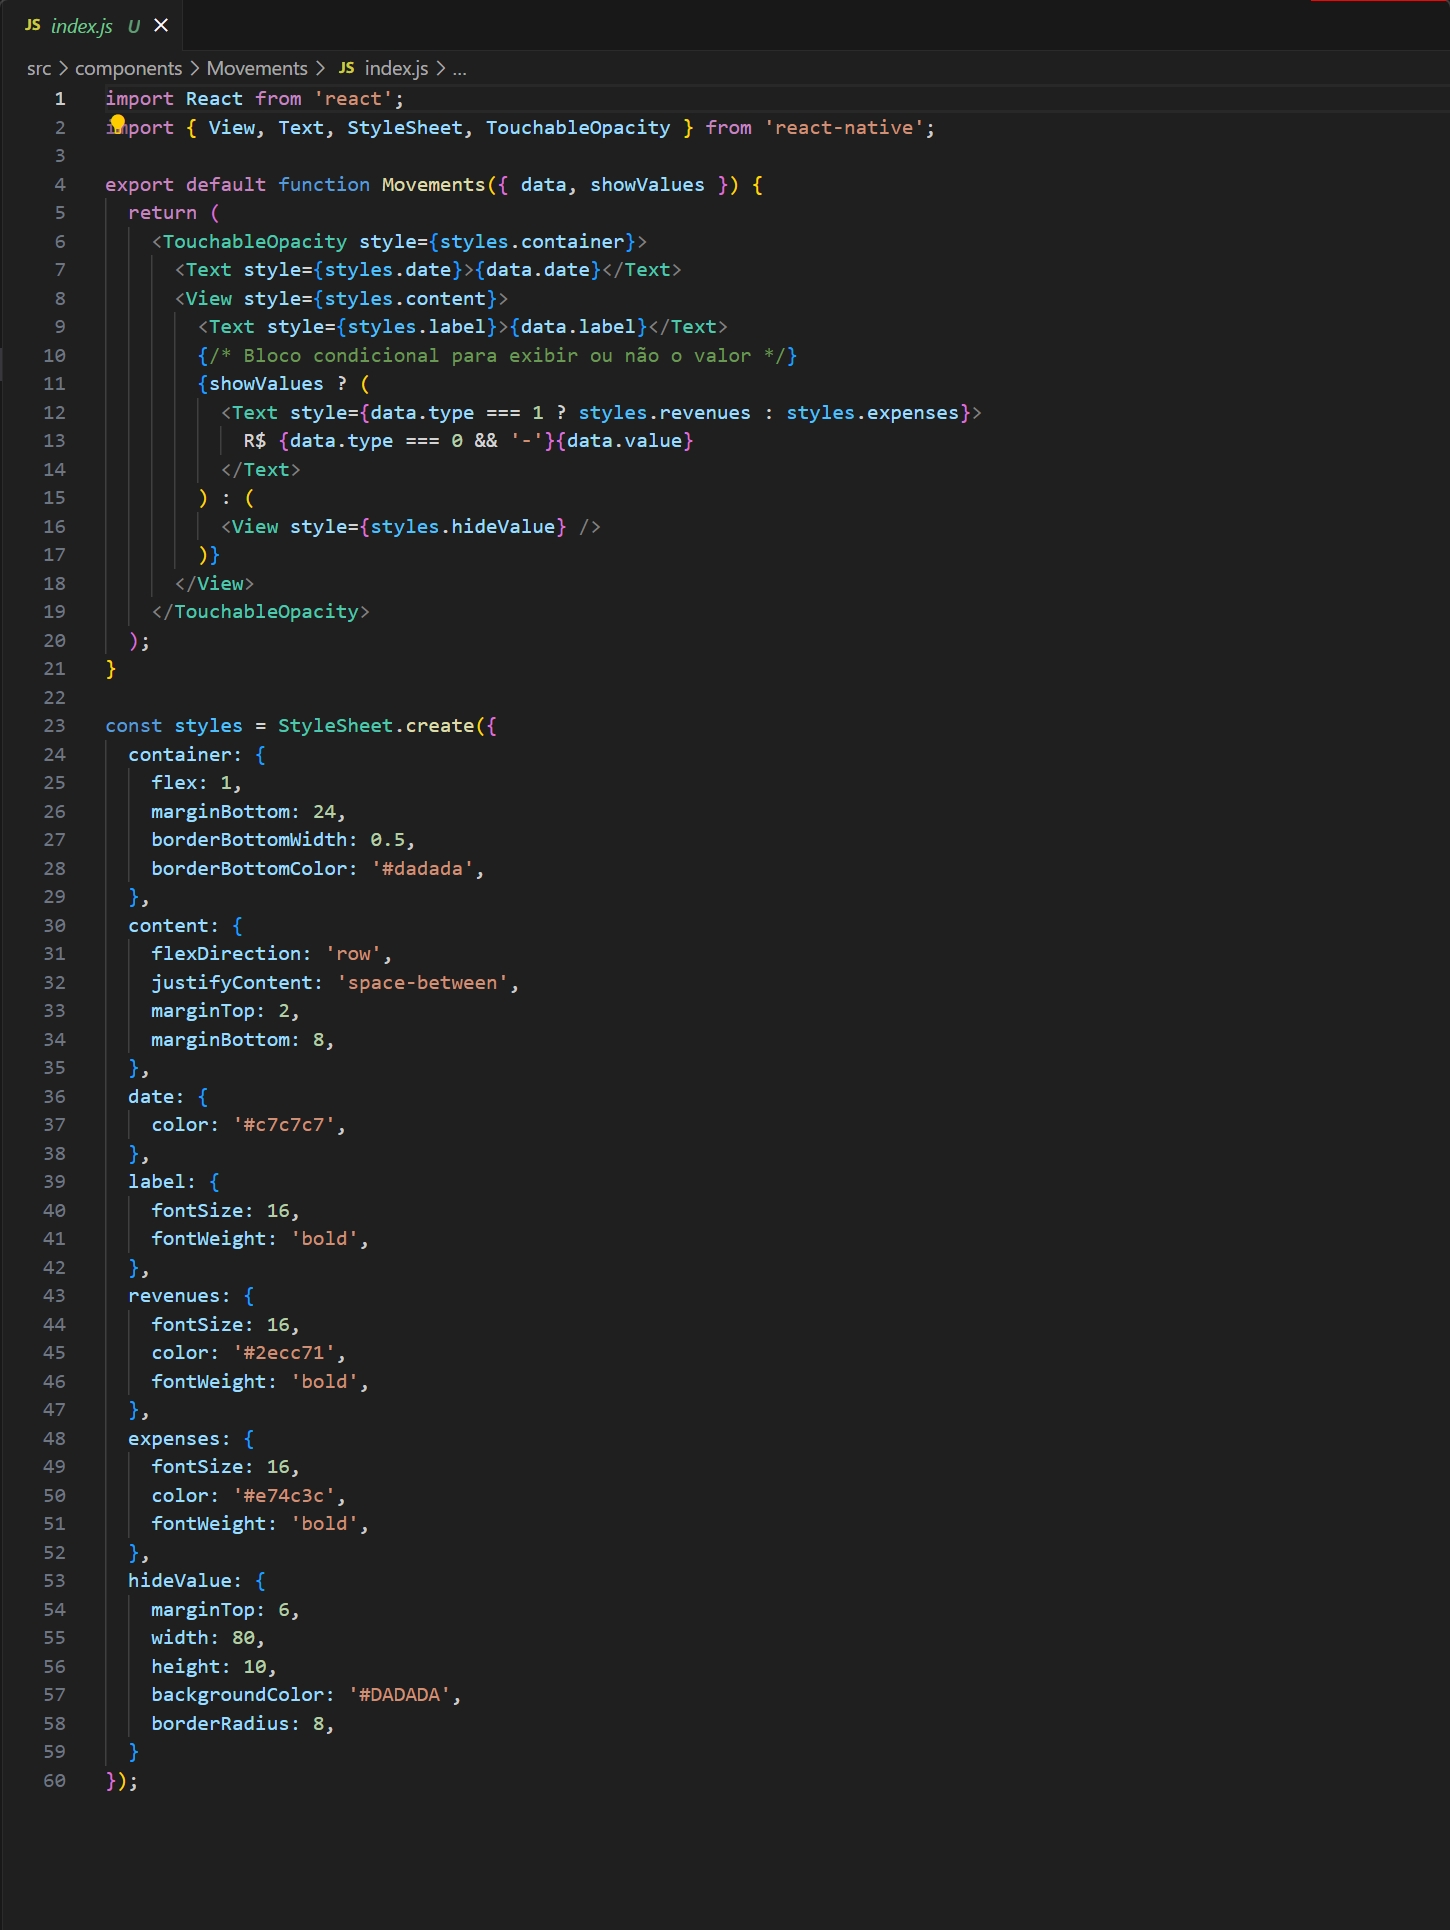 JS index.js U ×
src > components > Movements > JS index.js > ...
1 import React from 'react';
2 import { View, Text, StyleSheet, TouchableOpacity } from 'react-native';
3
4 export default function Movements({ data, showValues }) {
5   return (
6     <TouchableOpacity style={styles.container}>
7       <Text style={styles.date}>{data.date}</Text>
8       <View style={styles.content}>
9         <Text style={styles.label}>{data.label}</Text>
10         {/* Bloco condicional para exibir ou não o valor */}
11         {showValues ? (
12           <Text style={data.type === 1 ? styles.revenues : styles.expenses}>
13             R$ {data.type === 0 && '-'}{data.value}
14           </Text>
15         ) : (
16           <View style={styles.hideValue} />
17         )}
18       </View>
19     </TouchableOpacity>
20   );
21 }
22
23 const styles = StyleSheet.create({
24   container: {
25     flex: 1,
26     marginBottom: 24,
27     borderBottomWidth: 0.5,
28     borderBottomColor: '#dadada',
29   },
30   content: {
31     flexDirection: 'row',
32     justifyContent: 'space-between',
33     marginTop: 2,
34     marginBottom: 8,
35   },
36   date: {
37     color: '#c7c7c7',
38   },
39   label: {
40     fontSize: 16,
41     fontWeight: 'bold',
42   },
43   revenues: {
44     fontSize: 16,
45     color: '#2ecc71',
46     fontWeight: 'bold',
47   },
48   expenses: {
49     fontSize: 16,
50     color: '#e74c3c',
51     fontWeight: 'bold',
52   },
53   hideValue: {
54     marginTop: 6,
55     width: 80,
56     height: 10,
57     backgroundColor: '#DADADA',
58     borderRadius: 8,
59   }
60 });